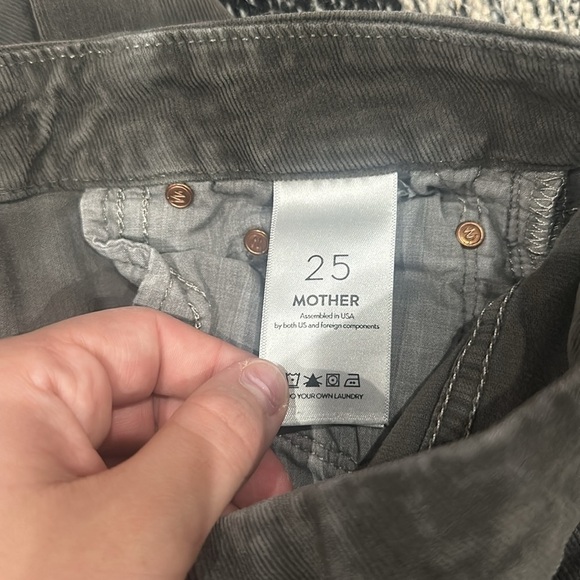 25
MOTHER
Assembled in USA
by both US and foreign components
DO YOUR OWN LAUNDRY